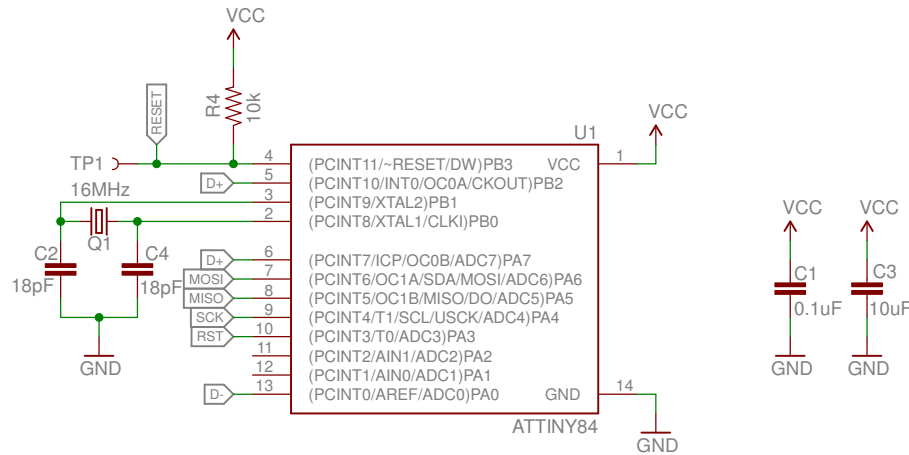 VCC
RESET
R4
10k
U1
VCC
TP1
4
(PCINT11/~RESET/DW)PB3
VCC
1
D+
5
(PCINT10/INT0/OC0A/CKOUT)PB2
16MHz
3
(PCINT9/XTAL2)PB1
2
(PCINT8/XTAL1/CLKI)PB0
Q1
VCC
VCC
C2
C4
D+
6
(PCINT7/ICP/OC0B/ADC7)PA7
18pF
18pF
MOSI
7
(PCINT6/OC1A/SDA/MOSI/ADC6)PA6
C1
C3
MISO
8
(PCINT5/OC1B/MISO/DO/ADC5)PA5
0.1uF
10uF
SCK
9
(PCINT4/T1/SCL/USCK/ADC4)PA4
RST
10
(PCINT3/T0/ADC3)PA3
11
(PCINT2/AIN1/ADC2)PA2
GND
GND
GND
12
(PCINT1/AIN0/ADC1)PA1
D-
13
(PCINT0/AREF/ADC0)PA0
GND
14
ATTINY84
GND